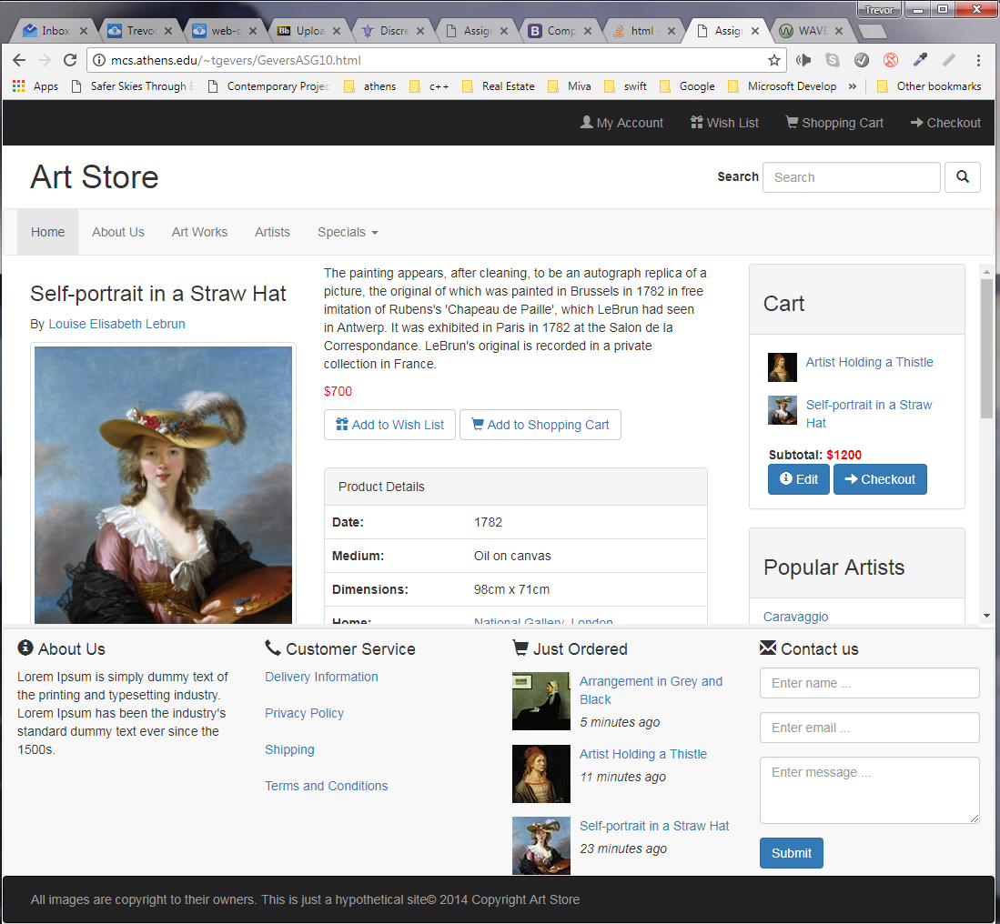 Trevor
Inbox
Trevo
web-c
Bb Uploa
Discre
Assign
B Comp
html -
Assign
W WAVE
mcs.athens.edu/~tgevers/GeversASG10.html
Apps
Safer Skies Through
Contemporary Projec
athens
c++
Real Estate
Miva
swift
Google
Microsoft Develop
»
Other bookmarks
My Account
Wish List
Shopping Cart
Checkout
Art Store
Search
Search
Home
About Us
Art Works
Artists
Specials
Self-portrait in a Straw Hat
By Louise Elisabeth Lebrun
The painting appears, after cleaning, to be an autograph replica of a
picture, the original of which was painted in Brussels in 1782 in free
imitation of Rubens's 'Chapeau de Paille', which LeBrun had seen
in Antwerp. It was exhibited in Paris in 1782 at the Salon de la
Correspondance. LeBrun's original is recorded in a private
collection in France.
$700
Add to Wish List
Add to Shopping Cart
Product Details
Date: 1782
Medium: Oil on canvas
Dimensions: 98cm x 71cm
Home: National Gallery, London
Cart
Artist Holding a Thistle
Self-portrait in a Straw
Hat
Subtotal: $1200
Edit
Checkout
Popular Artists
Caravaggio
About Us
Lorem Ipsum is simply dummy text of
the printing and typesetting industry.
Lorem Ipsum has been the industry's
standard dummy text ever since the
1500s.
Customer Service
Delivery Information
Privacy Policy
Shipping
Terms and Conditions
Just Ordered
Arrangement in Grey and
Black
5 minutes ago
Artist Holding a Thistle
11 minutes ago
Self-portrait in a Straw Hat
23 minutes ago
Contact us
Enter name ...
Enter email ...
Enter message ...
Submit
All images are copyright to their owners. This is just a hypothetical site© 2014 Copyright Art Store